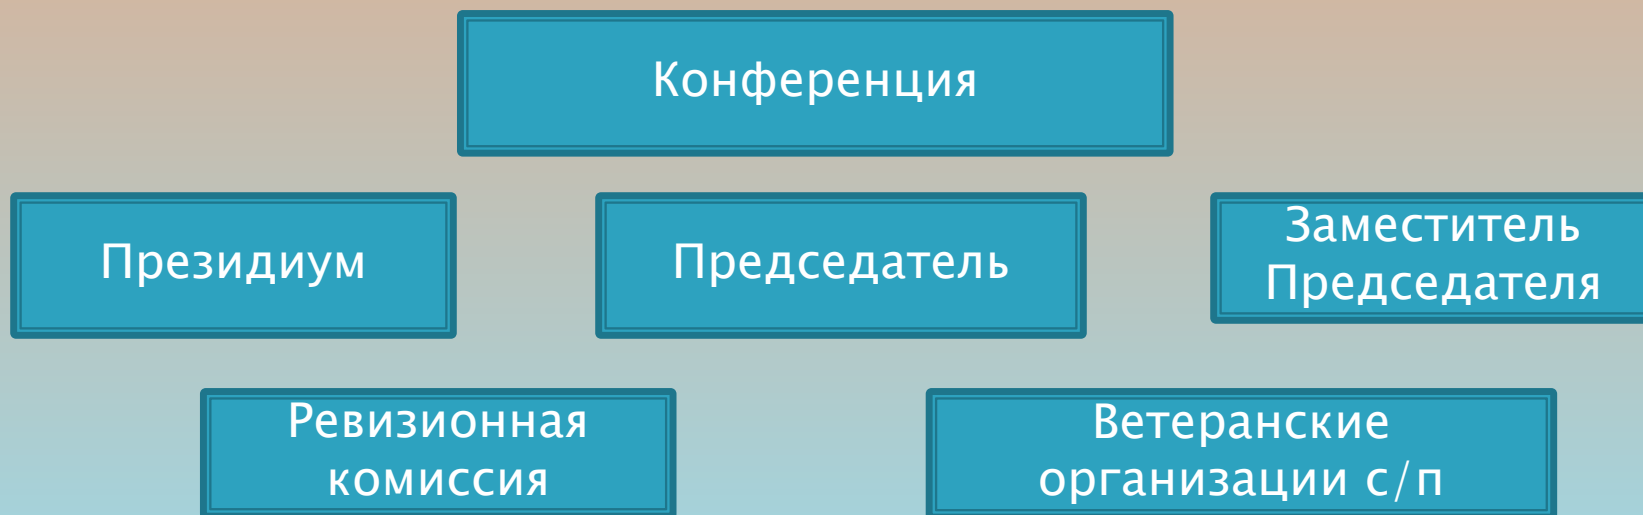 Конференция
Президиум
Председатель
Заместитель
Председателя
Ревизионная
комиссия
Ветеранские
организации с/п